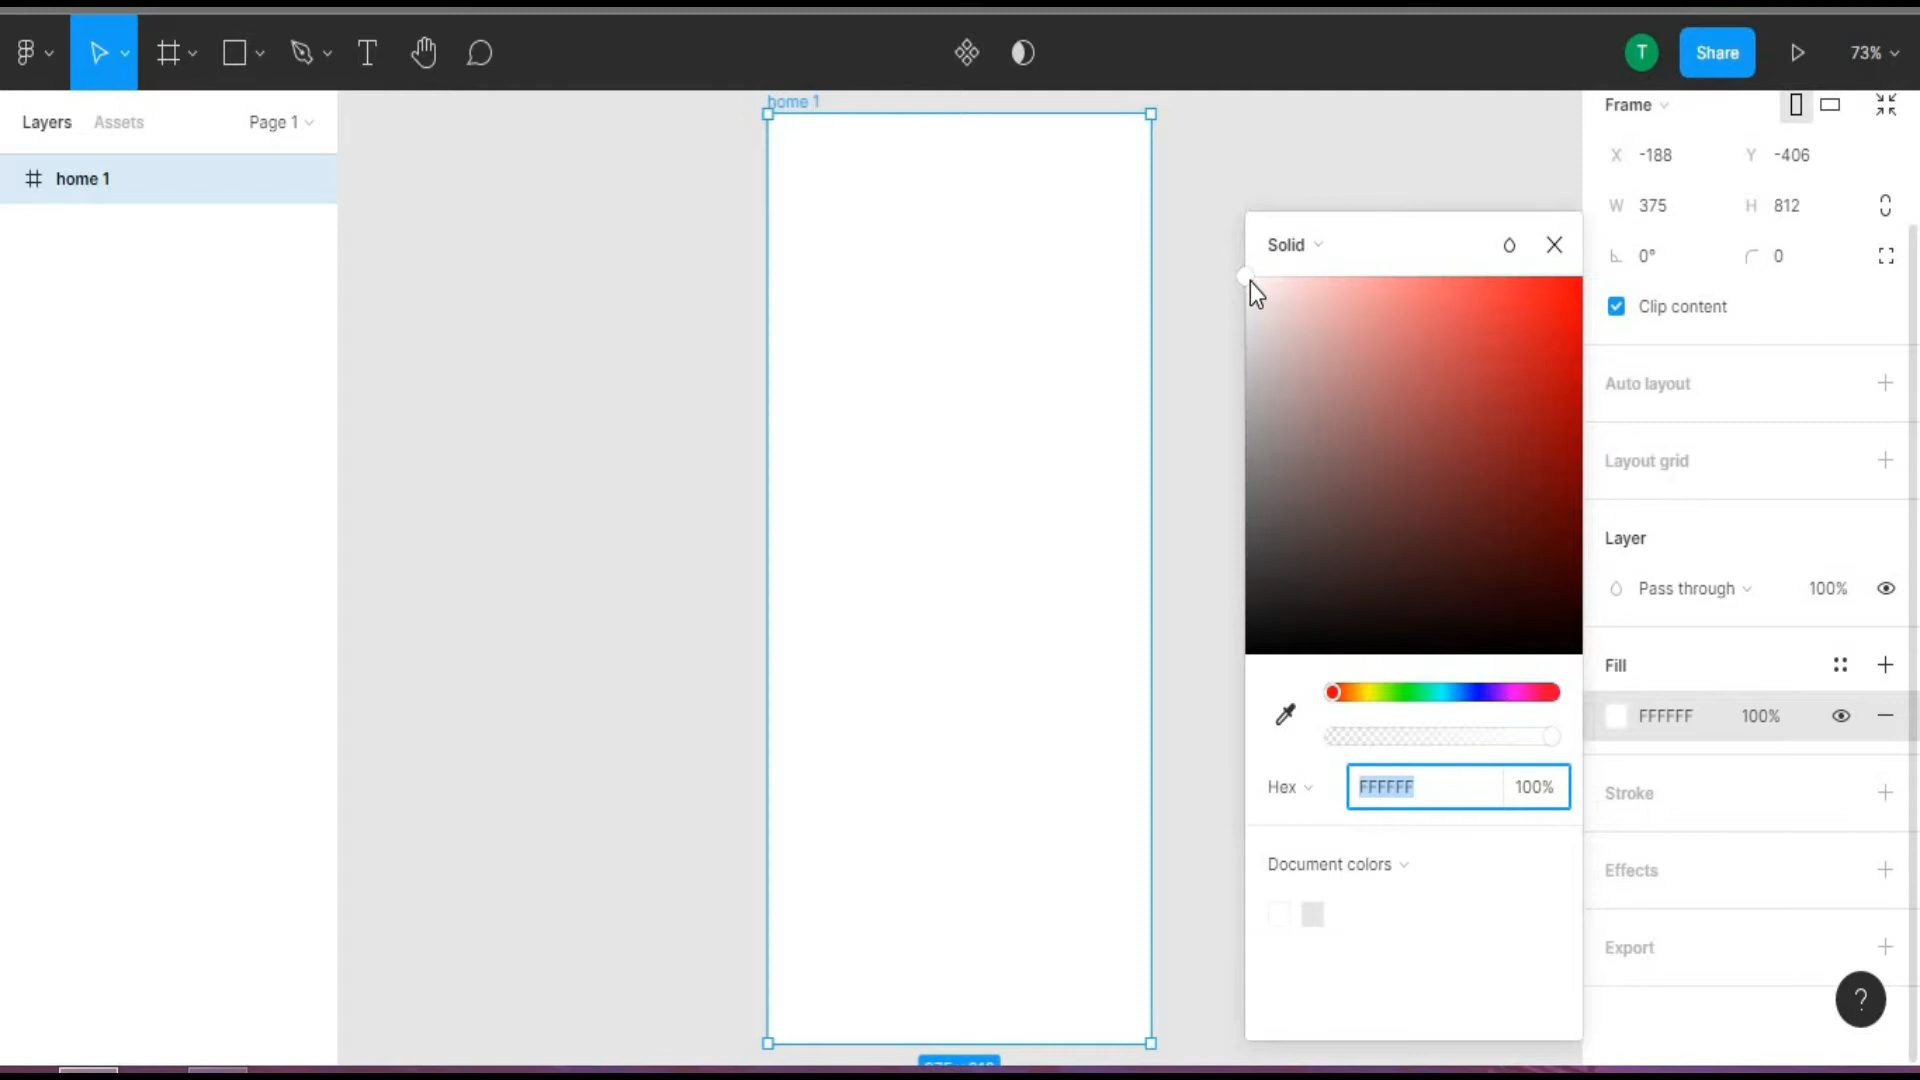 T
Share
73%
Layers
Assets
Page 1
home 1
home 1
Frame
X -188
Y -406
W 375
H 812
0°
0
Clip content
Auto layout
Layout grid
Layer
Pass through
100%
Fill
FFFFFF
100%
Stroke
Effects
Export
?
Solid
Hex
FFFFFF
100%
Document colors